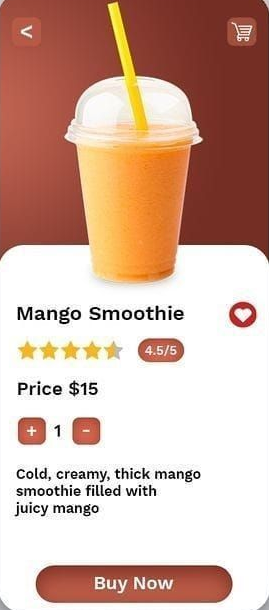 <
Mango Smoothie
4.5/5
Price $15
+ 1 -
Cold, creamy, thick mango
smoothie filled with
juicy mango
Buy Now